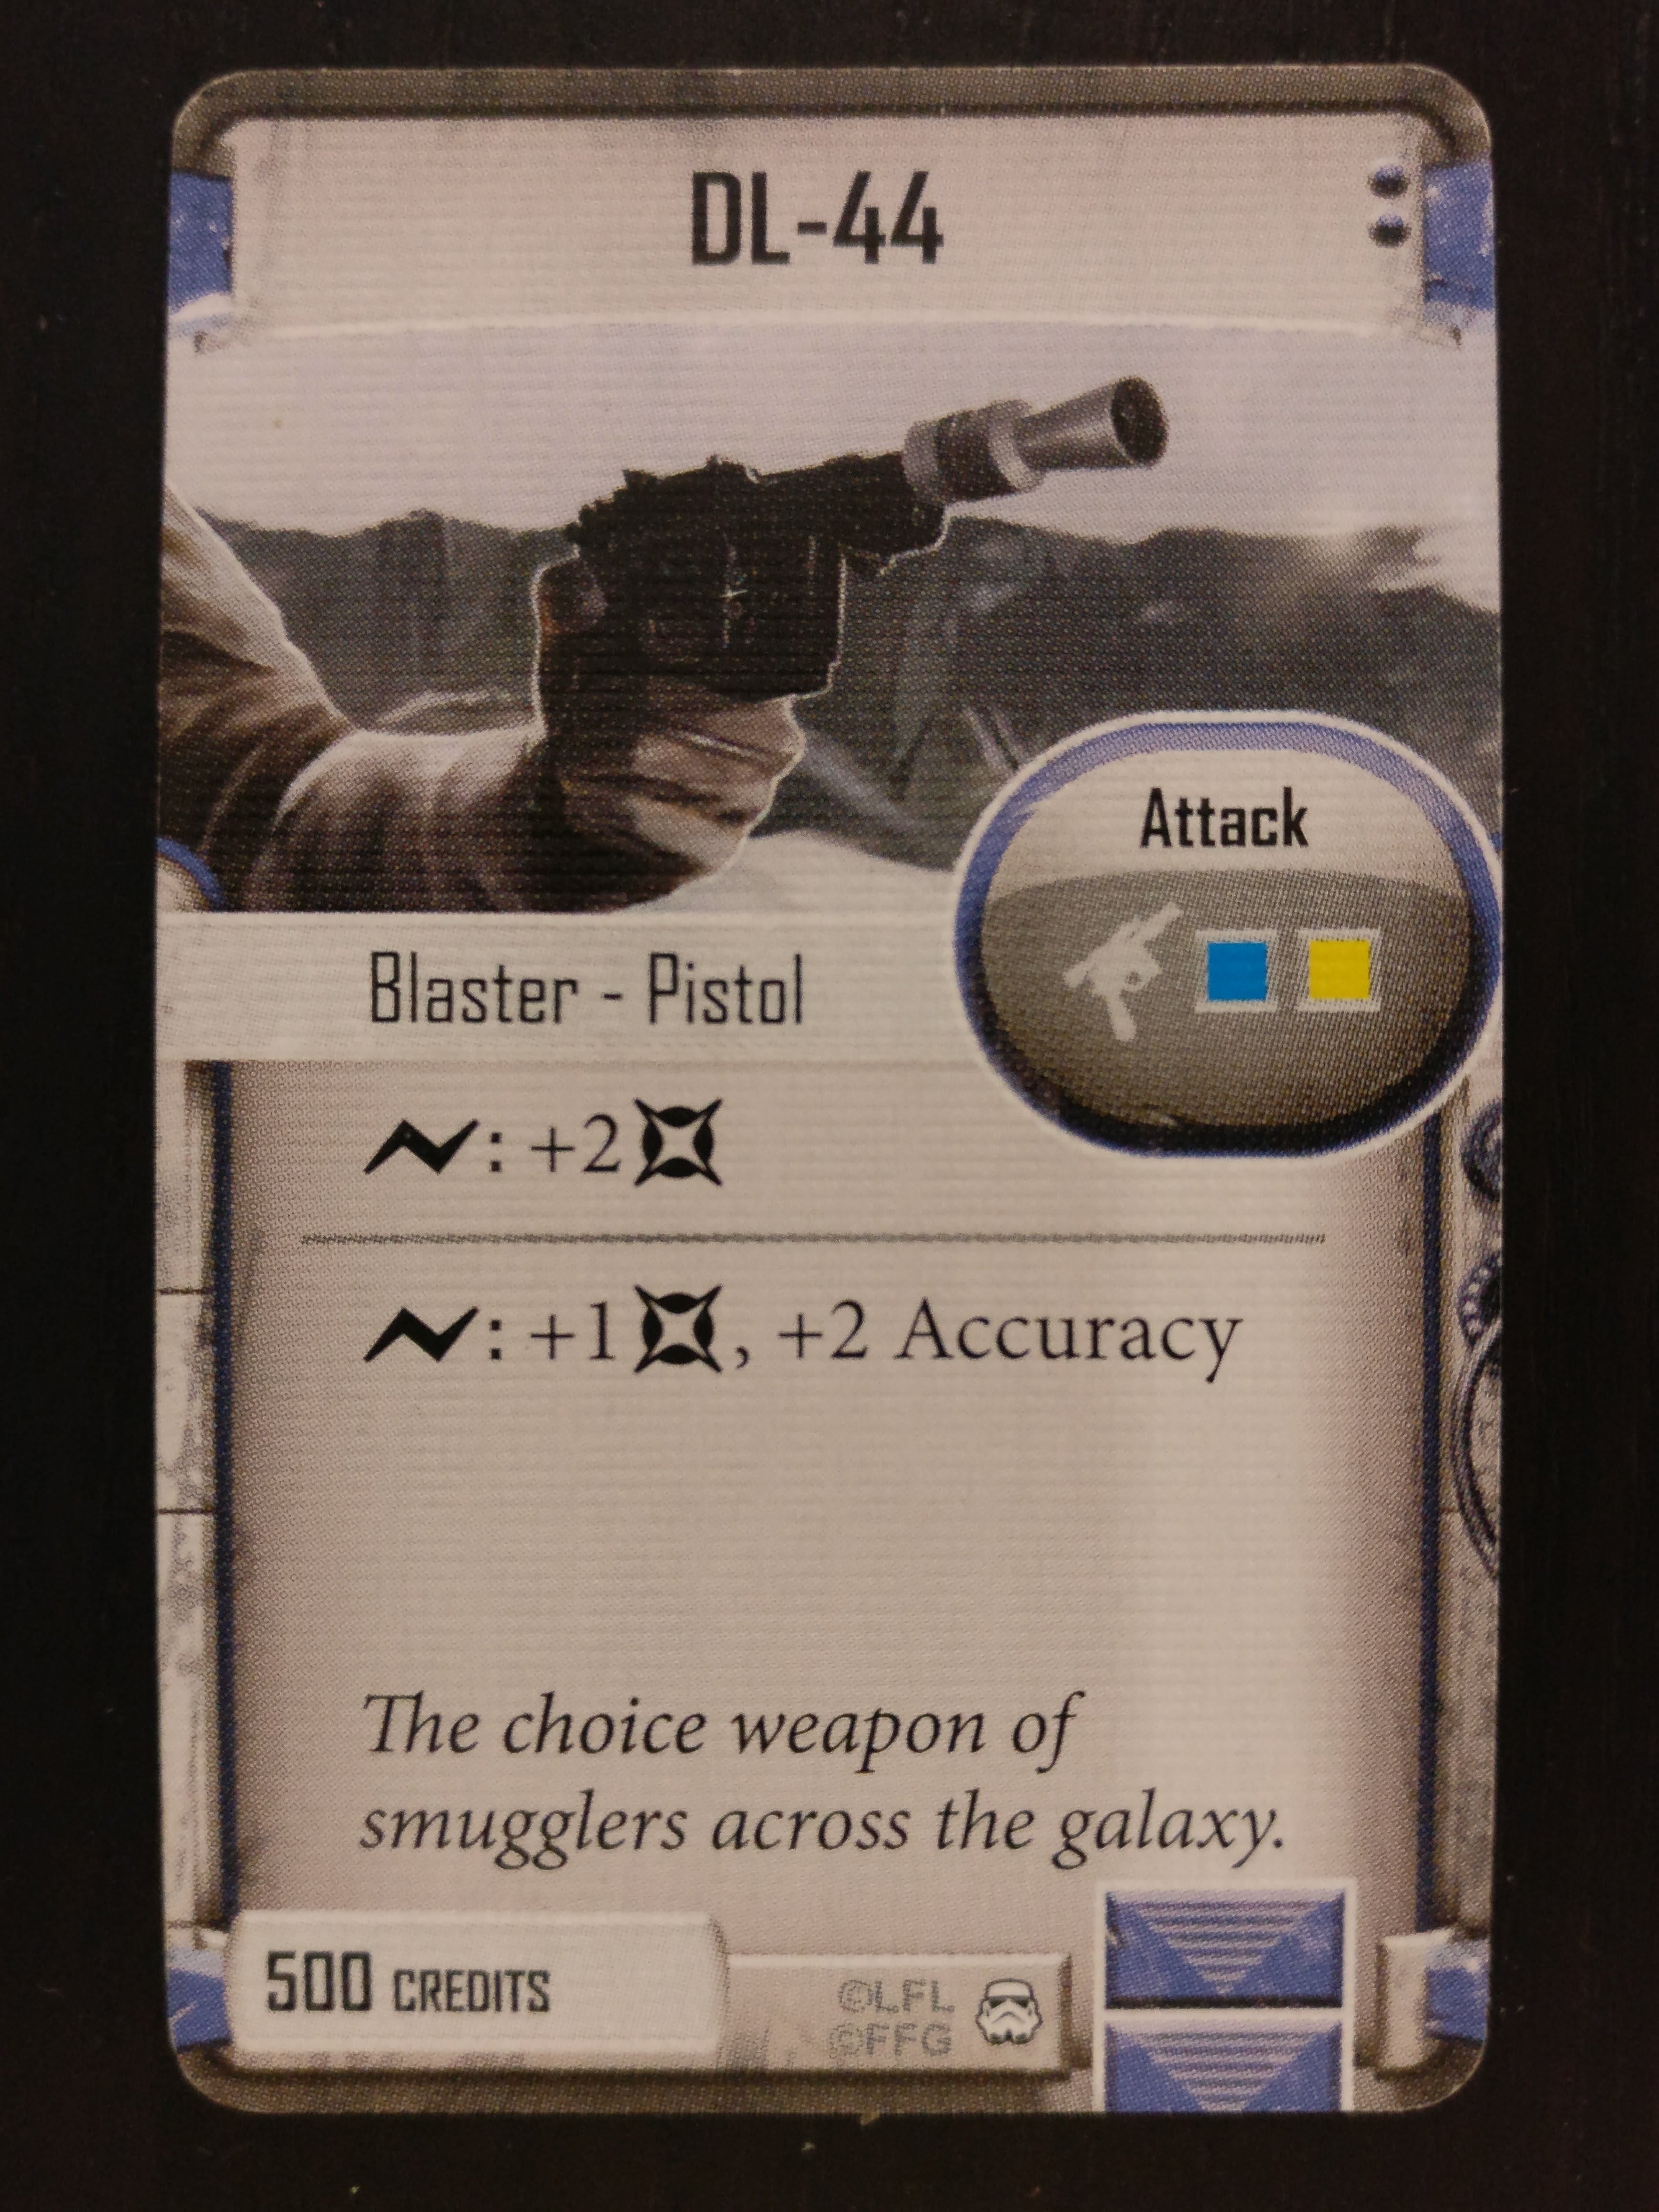 DL-44
Attack
Blaster - Pistol
: +2
: +1, +2 Accuracy
The choice weapon of
smugglers across the galaxy.
500 CREDITS
©LFL
©FFG